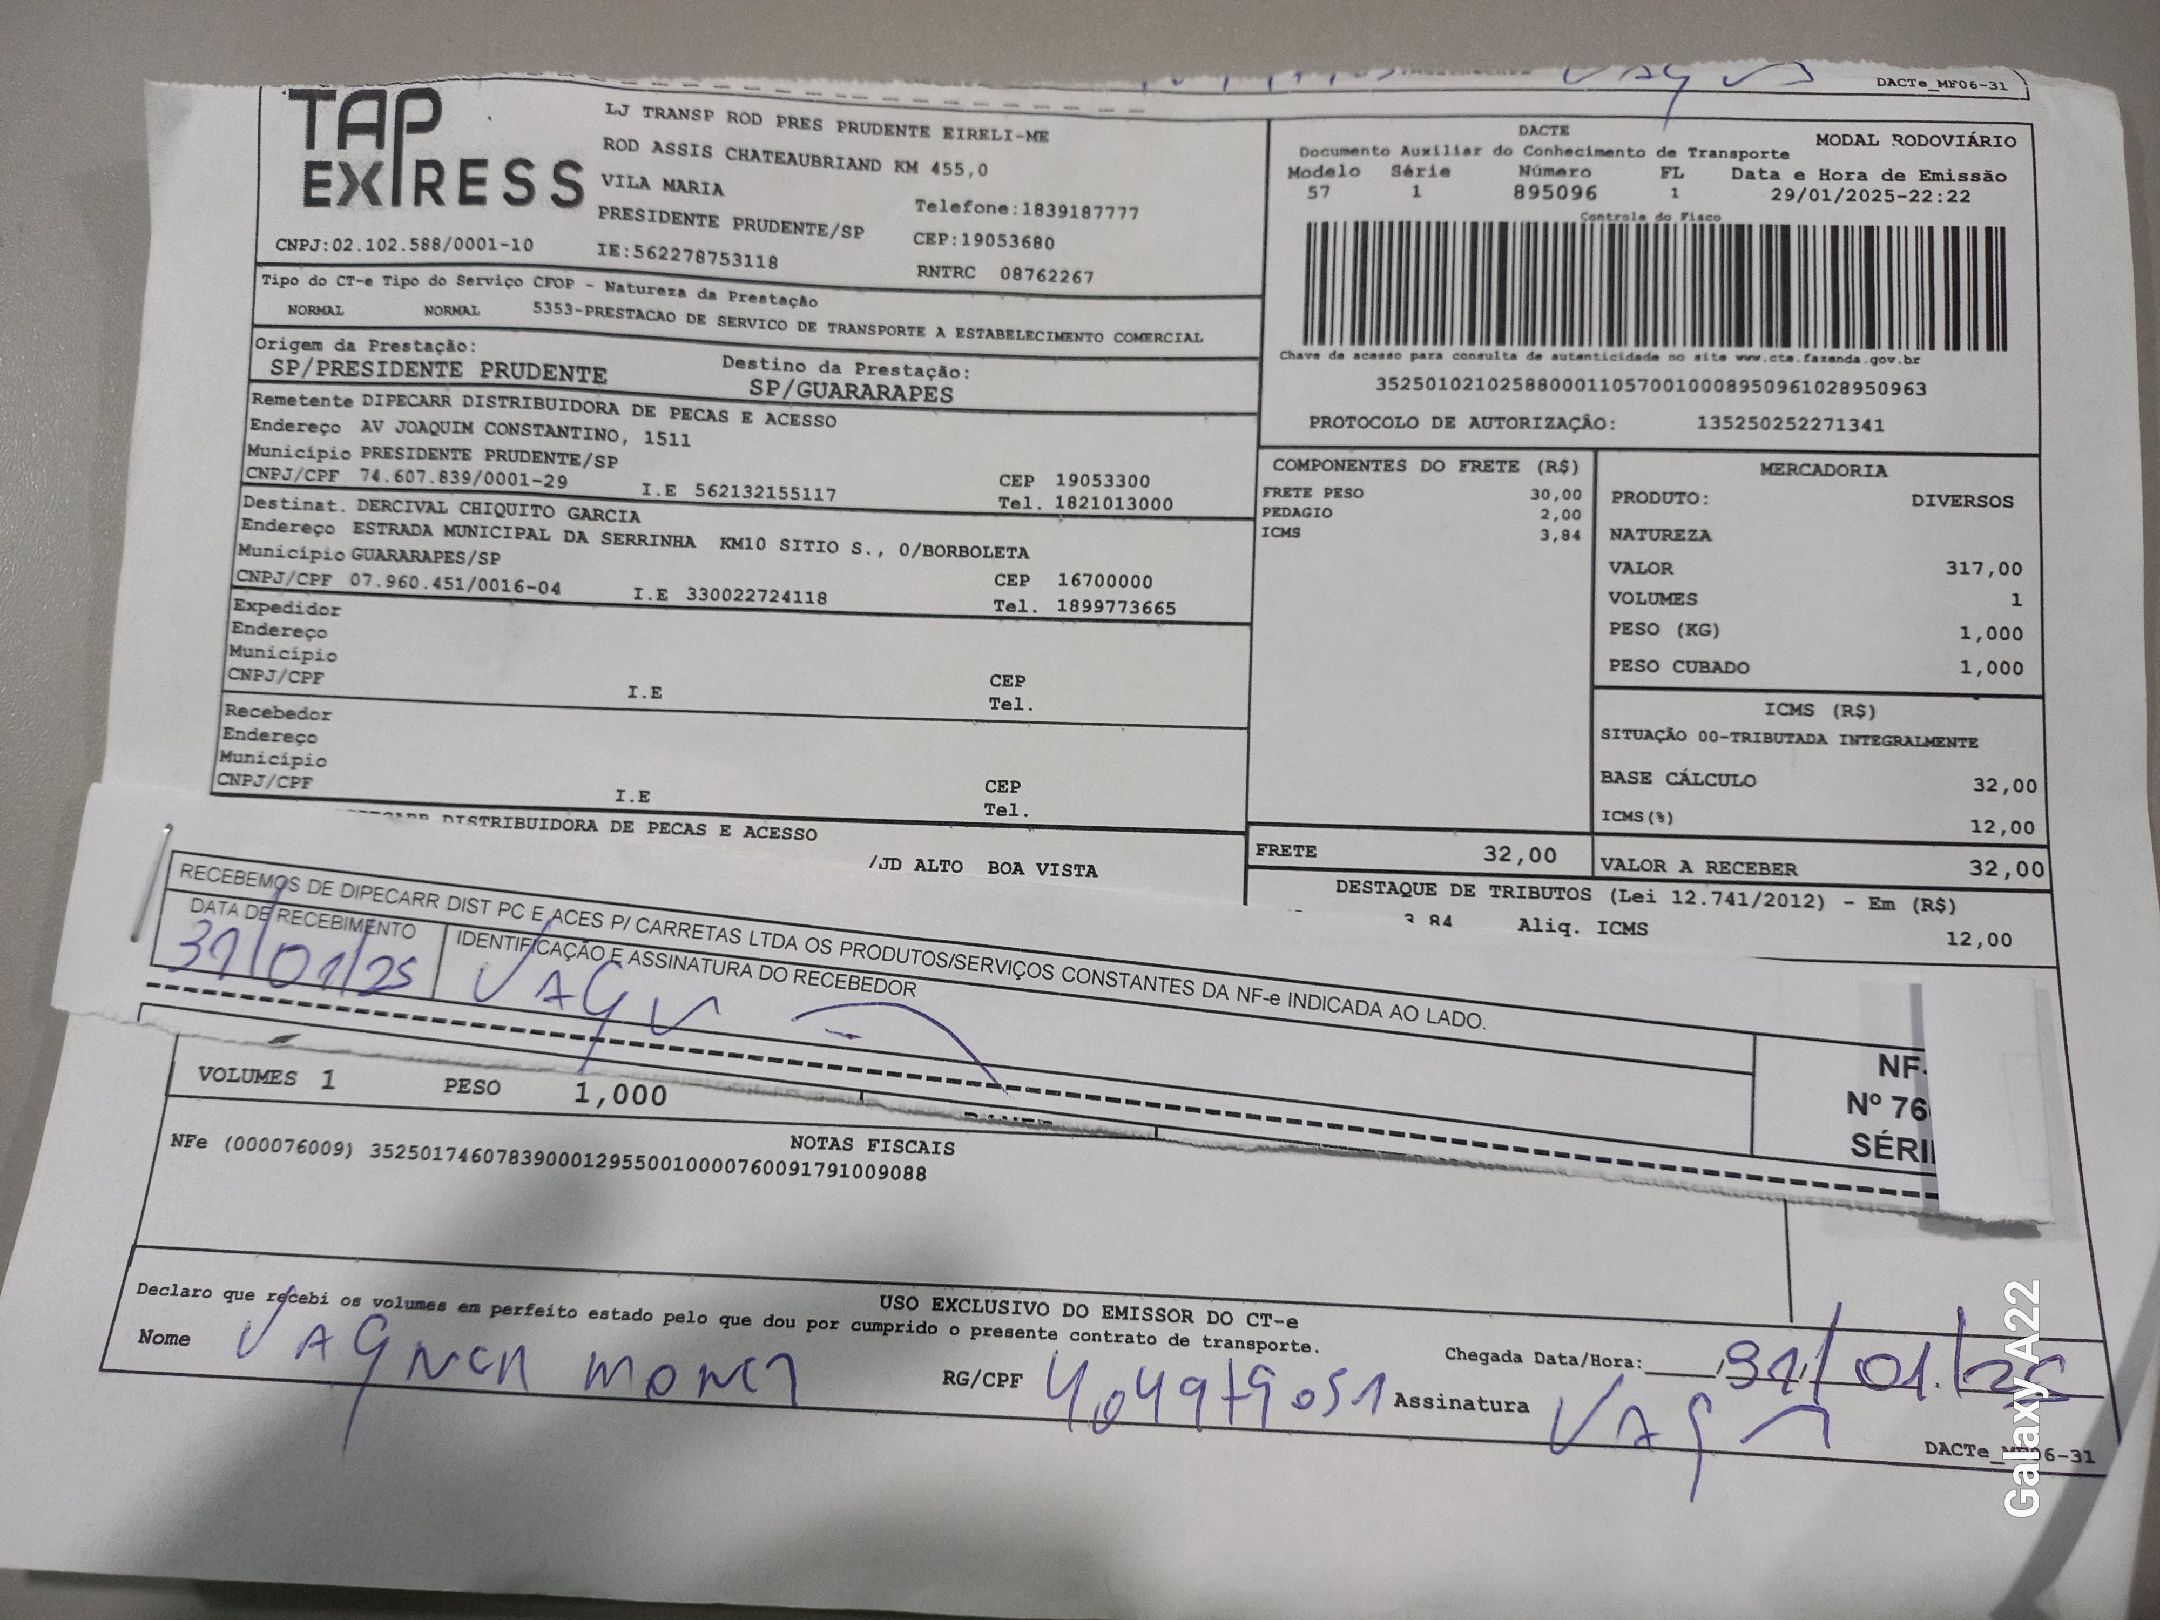 DACTe_MF06-31
TAP EXPRESS
LJ TRANSP ROD PRES PRUDENTE EIRELI-ME
ROD ASSIS CHATEAUBRIAND KM 455,0
VILA MARIA
Telefone:1839187777
PRESIDENTE PRUDENTE/SP
CEP:19053680
CNPJ:02.102.588/0001-10
IE:562278753118
RNTRC 08762267
Tipo do CT-e Tipo do Serviço CFOP - Natureza da Prestação
NORMAL NORMAL 5353-PRESTACAO DE SERVICO DE TRANSPORTE A ESTABELECIMENTO COMERCIAL
Origem da Prestação:
SP/PRESIDENTE PRUDENTE
Destino da Prestação:
SP/GUARARAPES
Remetente DIPECARR DISTRIBUIDORA DE PECAS E ACESSO
Endereço AV JOAQUIM CONSTANTINO, 1511
Município PRESIDENTE PRUDENTE/SP
CEP 19053300
CNPJ/CPF 74.607.839/0001-29 I.E 562132155117 Tel. 1821013000
Destinat. DERCIVAL CHIQUITO GARCIA
Endereço ESTRADA MUNICIPAL DA SERRINHA KM10 SITIO S., 0/BORBOLETA
Município GUARARAPES/SP
CEP 16700000
CNPJ/CPF 07.960.451/0016-04 I.E 330022724118 Tel. 1899773665
Expedidor
Endereço
Município
CEP
CNPJ/CPF I.E Tel.
Recebedor
Endereço
Município
CEP
CNPJ/CPF I.E Tel.
DISTRIBUIDORA DE PECAS E ACESSO
/JD ALTO BOA VISTA
DACTE
MODAL RODOVIÁRIO
Documento Auxiliar do Conhecimento de Transporte
Modelo Série Número FL Data e Hora de Emissão
57 1 895096 1 29/01/2025-22:22
Controle do Fisco
Chave de acesso para consulta de autenticidade no site www.cte.fazenda.gov.br
35250102102588000110570010008950961028950963
PROTOCOLO DE AUTORIZAÇÂO: 135250252271341
COMPONENTES DO FRETE (R$)
FRETE PESO 30,00
PEDAGIO 2,00
ICMS 3,84
MERCADORIA
PRODUTO: DIVERSOS
NATUREZA
VALOR 317,00
VOLUMES 1
PESO (KG) 1,000
PESO CUBADO 1,000
ICMS (R$)
SITUAÇÃO 00-TRIBUTADA INTEGRALMENTE
BASE CÁLCULO 32,00
ICMS(%) 12,00
FRETE 32,00
VALOR A RECEBER 32,00
DESTAQUE DE TRIBUTOS (Lei 12.741/2012) - Em (R$)
3,84 Aliq. ICMS 12,00
RECEBEMOS DE DIPECARR DIST PC E ACES P/ CARRETAS LTDA OS PRODUTOS/SERVIÇOS CONSTANTES DA NF-e INDICADA AO LADO.
DATA DE RECEBIMENTO
31/01/25
IDENTIFICAÇÃO E ASSINATURA DO RECEBEDOR
NF-
Nº 76
SÉRI
VOLUMES 1 PESO 1,000
NOTAS FISCAIS
NFe (000076009) 35250174607839000129550010000760091791009088
USO EXCLUSIVO DO EMISSOR DO CT-e
Declaro que recebi os volumes em perfeito estado pelo que dou por cumprido o presente contrato de transporte.
Nome VAGNER
RG/CPF
Chegada Data/Hora: 31/01/25
Assinatura
DACTe_MF06-31
Galaxy A22